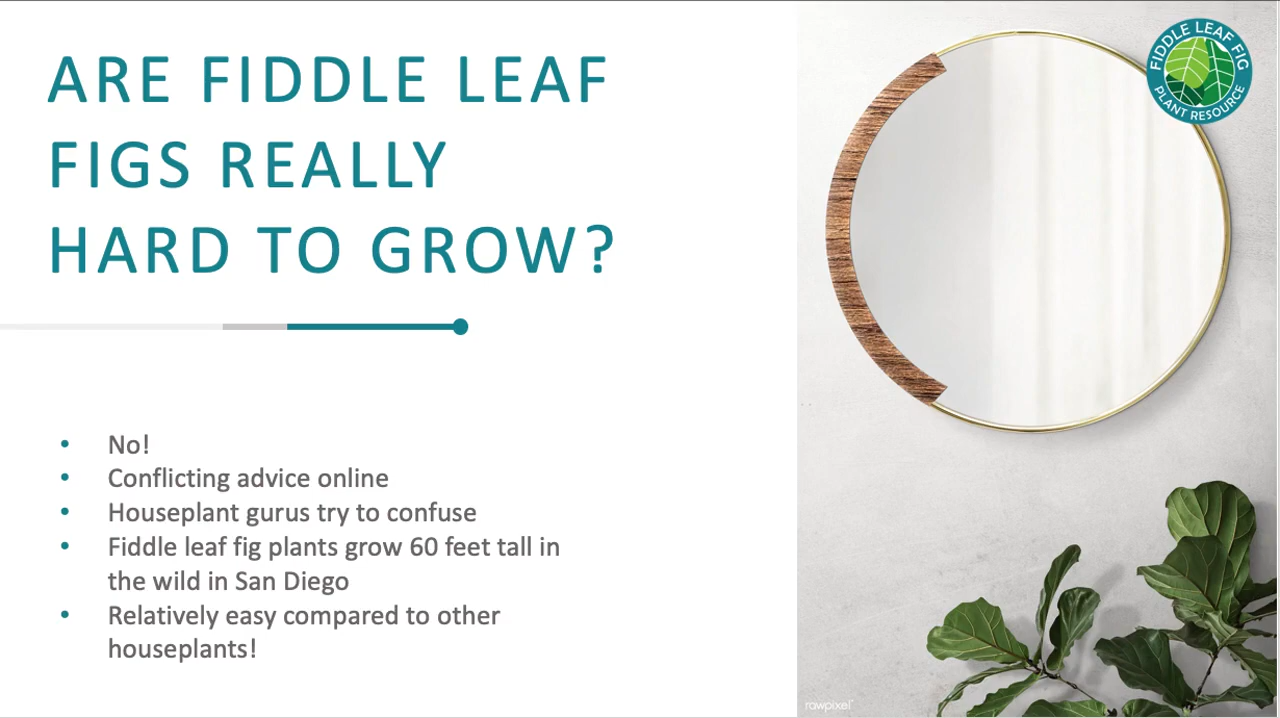 ARE FIDDLE LEAF
FIGS REALLY
HARD TO GROW?
• No!
• Conflicting advice online
• Houseplant gurus try to confuse
• Fiddle leaf fig plants grow 60 feet tall in
the wild in San Diego
• Relatively easy compared to other
houseplants!
FIDDLE LEAF FIG
PLANT RESOURCE
rawpixel